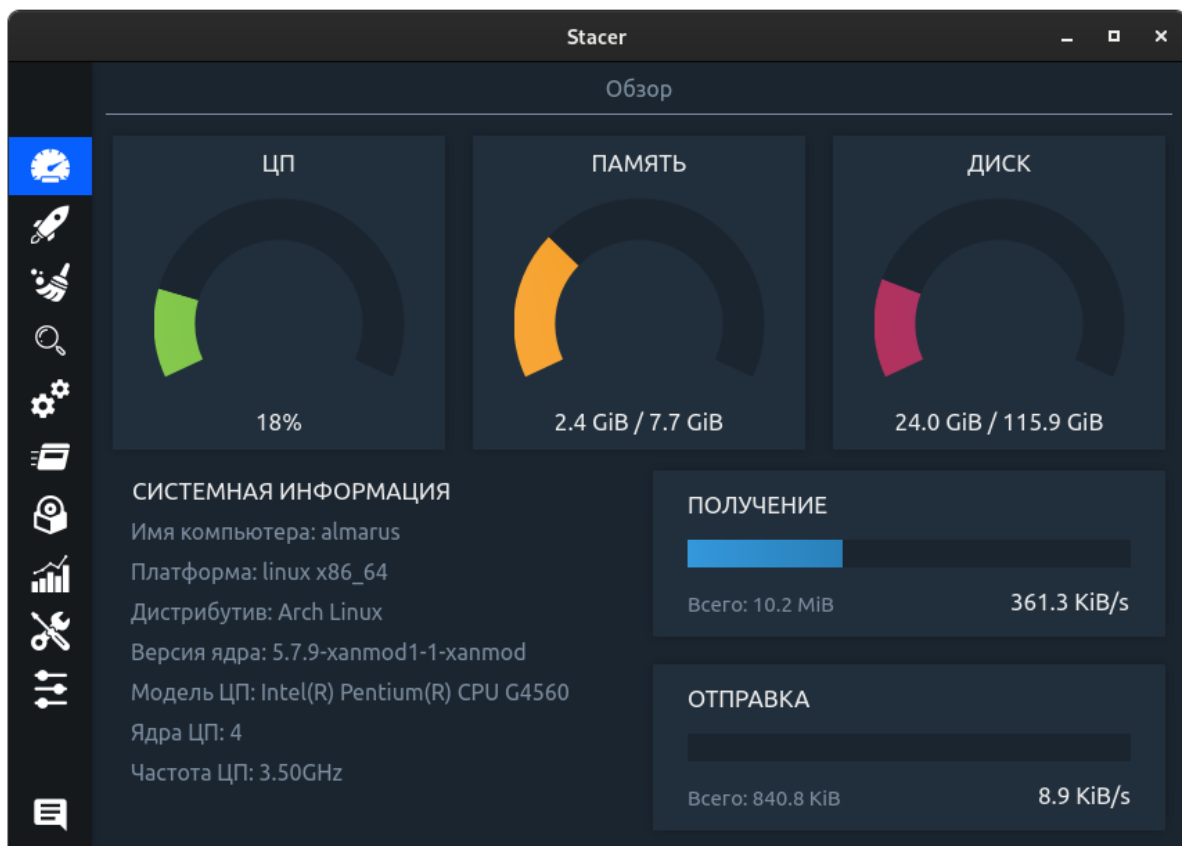 Stacer
Обзор
ЦП
ПАМЯТЬ
ДИСК
18%
2.4 GiB / 7.7 GiB
24.0 GiB / 115.9 GiB
СИСТЕМНАЯ ИНФОРМАЦИЯ
Имя компьютера: almarus
Платформа: linux x86_64
Дистрибутив: Arch Linux
Версия ядра: 5.7.9-xanmod1-1-xanmod
Модель ЦП: Intel(R) Pentium(R) CPU G4560
Ядра ЦП: 4
Частота ЦП: 3.50GHz
ПОЛУЧЕНИЕ
Всего: 10.2 MiB
361.3 KiB/s
ОТПРАВКА
Всего: 840.8 KiB
8.9 KiB/s